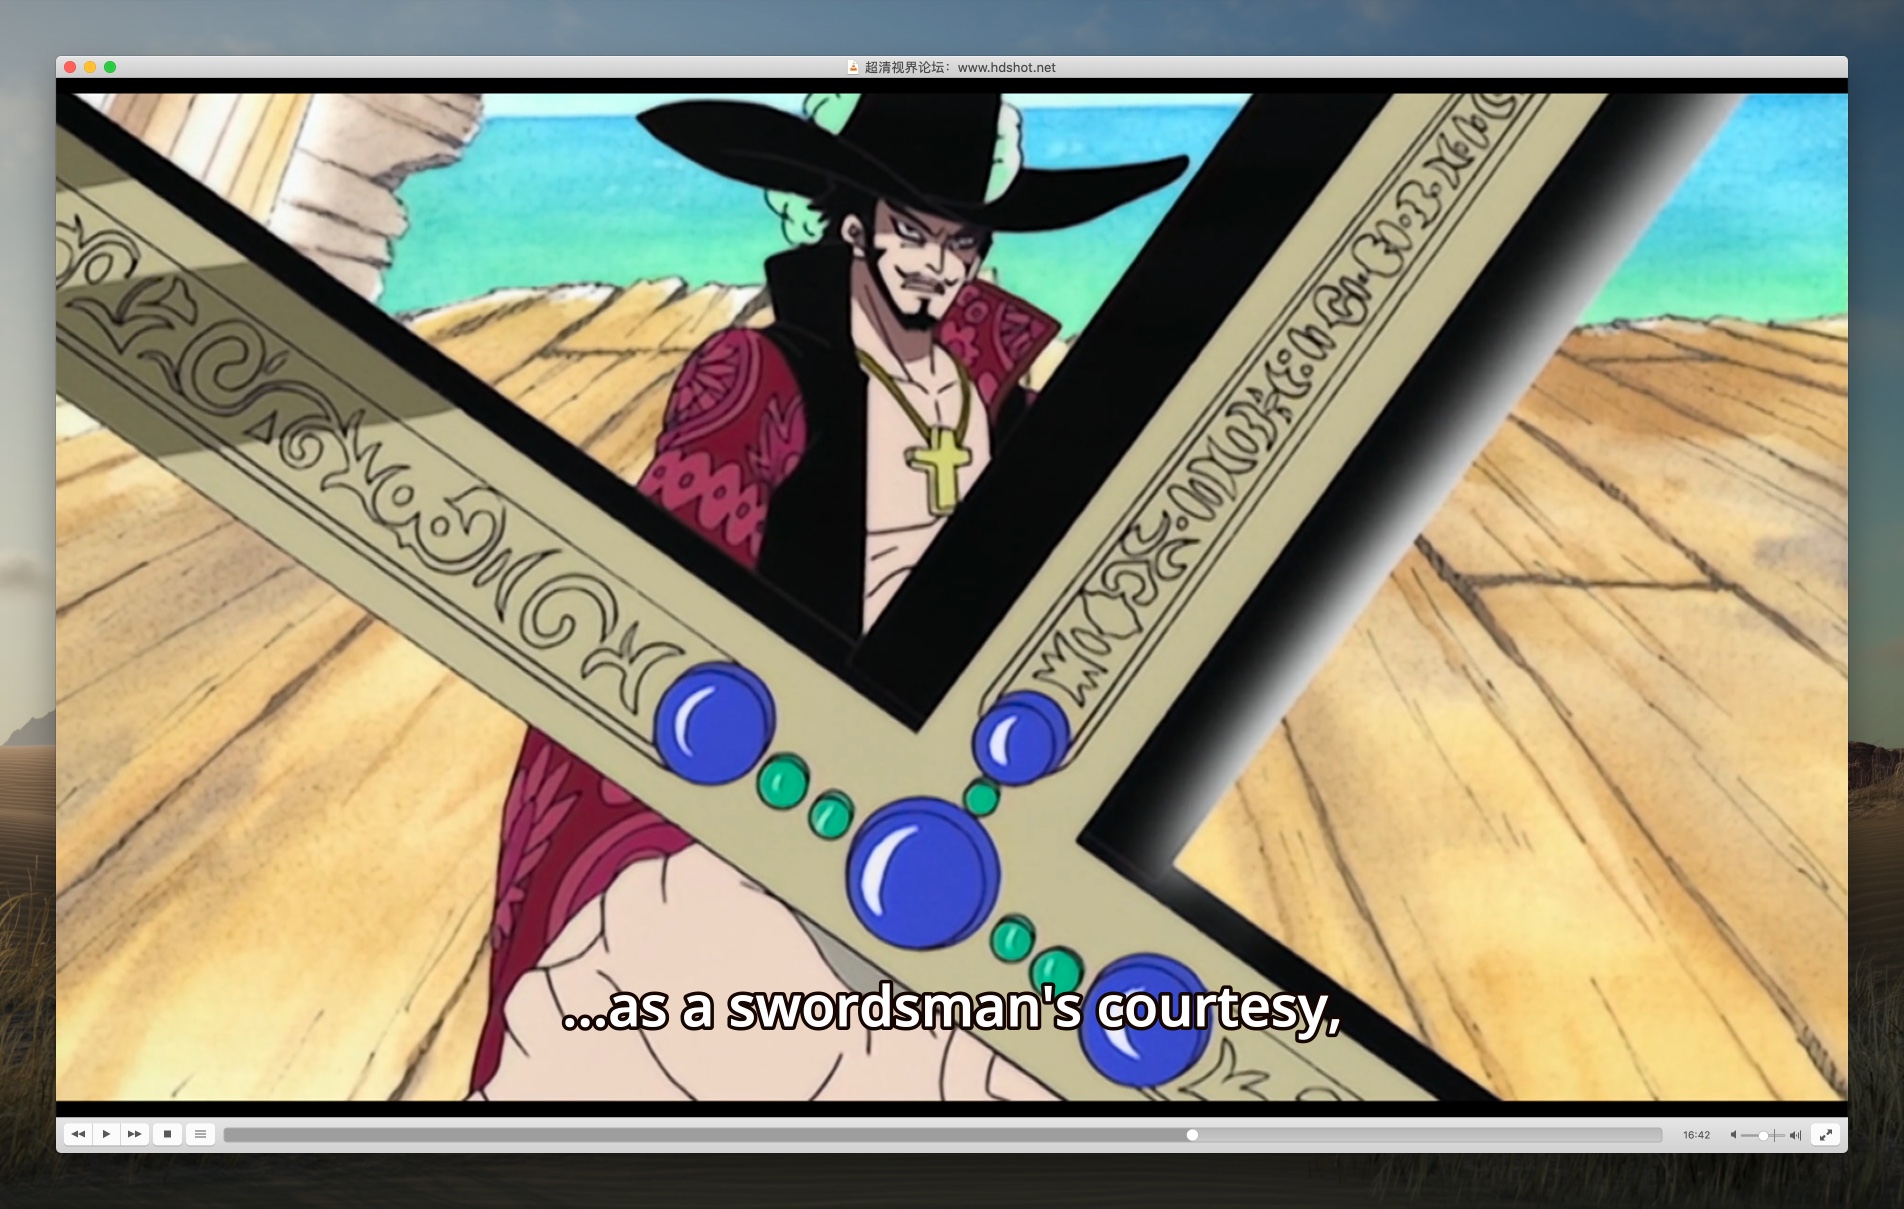 超清视界论坛：www.hdshot.net
...as a swordsman's courtesy,
16:42